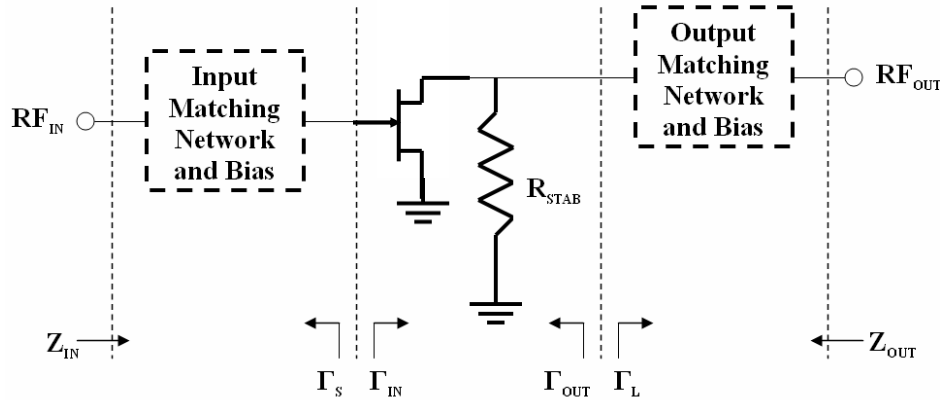 RF_IN
Input
Matching
Network
and Bias
R_STAB
Output
Matching
Network
and Bias
RF_OUT
Z_IN
Γ_S
Γ_IN
Γ_OUT
Γ_L
Z_OUT